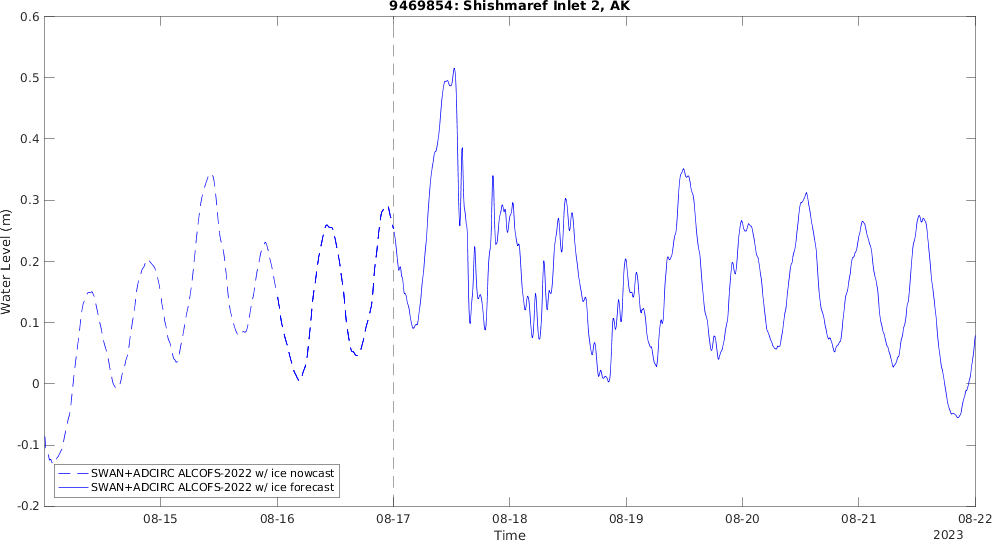 9469854: Shishmaref Inlet 2, AK
0.6
0.5
0.4
0.3
0.2
0.1
0
-0.1
-0.2
Water Level (m)
SWAN+ADCIRC ALCOFS-2022 w/ ice nowcast
SWAN+ADCIRC ALCOFS-2022 w/ ice forecast
08-15 08-16 08-17 08-18 08-19 08-20 08-21 08-22
Time
2023